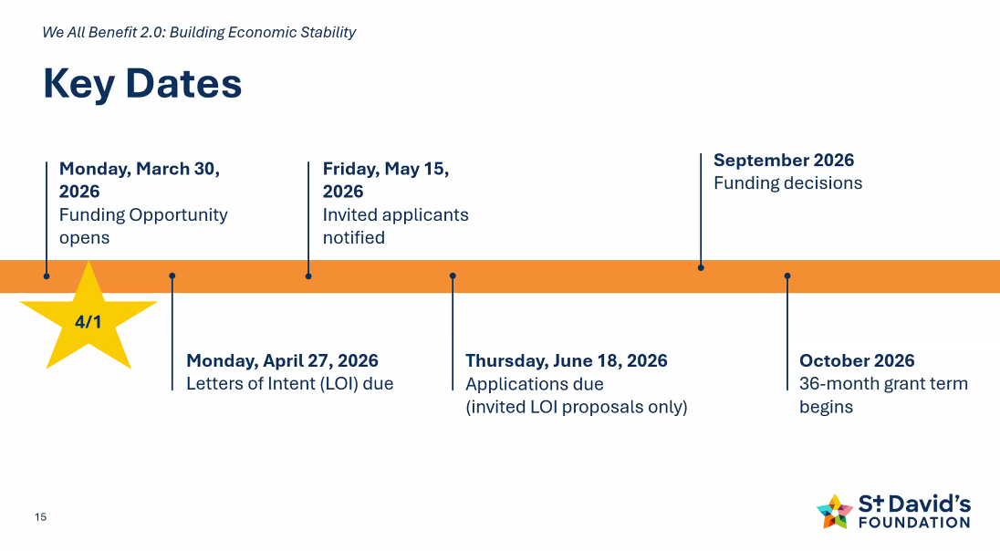 We All Benefit 2.0: Building Economic Stability
Key Dates
Monday, March 30,
2026
Funding Opportunity
opens
Friday, May 15,
2026
Invited applicants
notified
September 2026
Funding decisions
4/1
Monday, April 27, 2026
Letters of Intent (LOI) due
Thursday, June 18, 2026
Applications due
(invited LOI proposals only)
October 2026
36-month grant term
begins
15
St David's
FOUNDATION